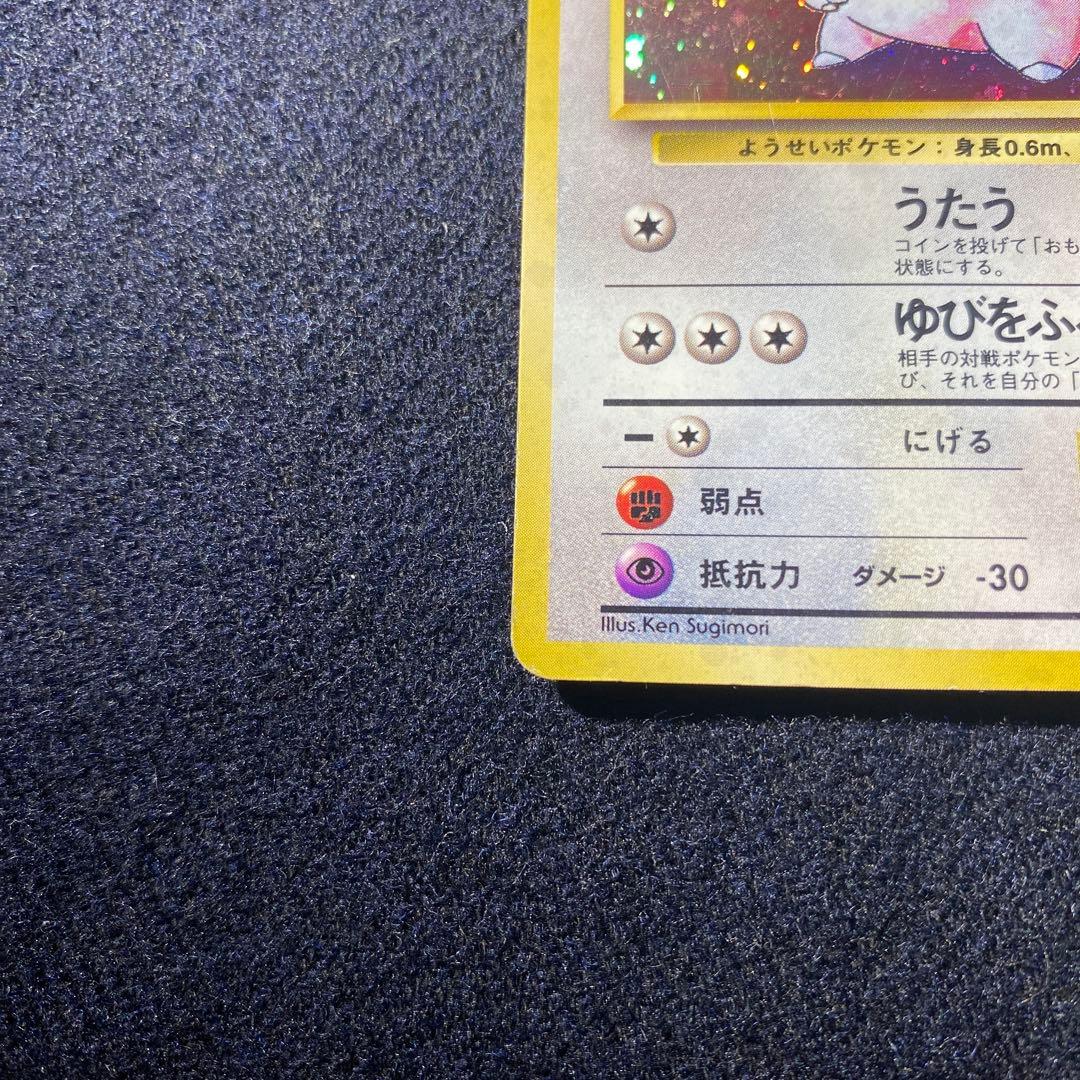 ようせいポケモン：身長0.6m、
うたう
コインを投げて「おも
状態にする。
ゆびをふ
相手の対戦ポケモン
び、それを自分の「
にげる
弱点
抵抗力 ダメージ -30
Illus.Ken Sugimori